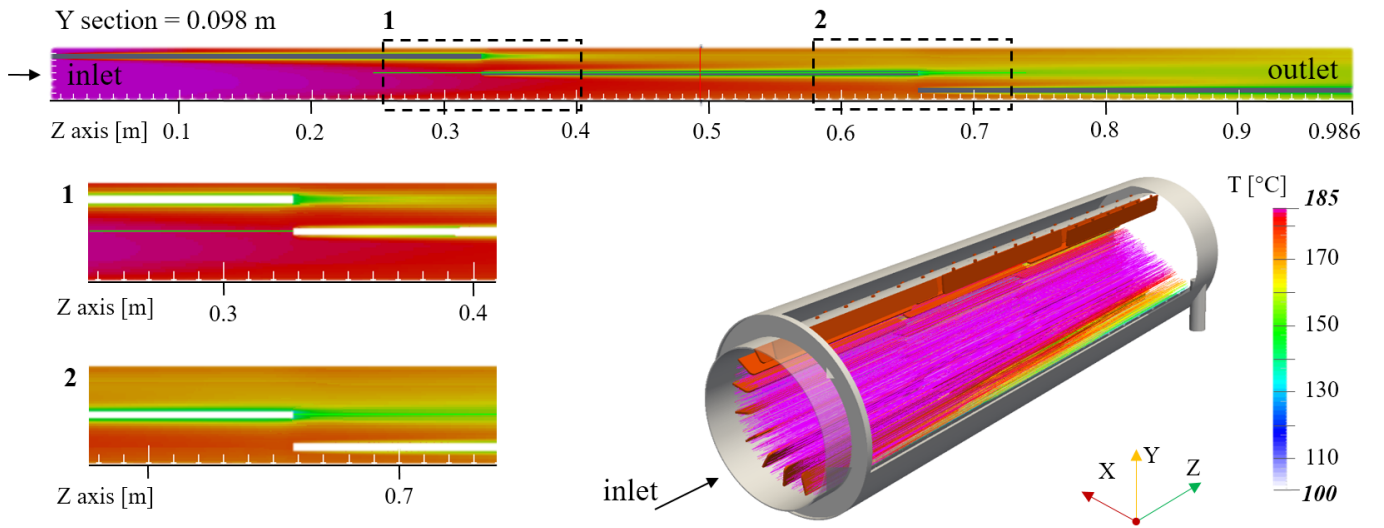 Y section = 0.098 m
1
2
inlet
outlet
Z axis [m]
0.1
0.2
0.3
0.4
0.5
0.6
0.7
0.8
0.9
0.986
1
Z axis [m]
0.3
0.4
2
Z axis [m]
0.7
inlet
X
Y
Z
T [°C]
185
170
150
130
110
100